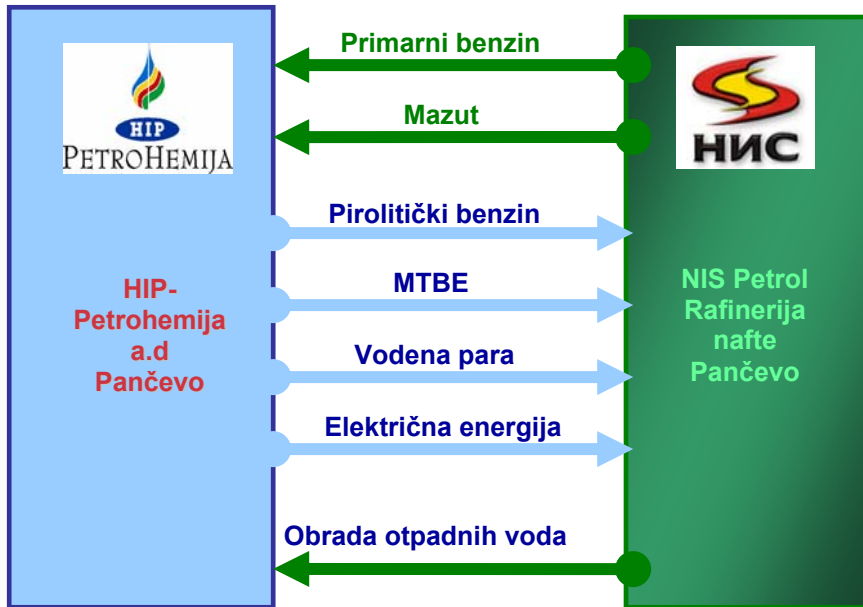 Primarni benzin
HIP
PETROHEMIJA
НИС
Mazut
Pirolitički benzin
MTBE
HIP-
Petrohemija
a.d
Pančevo
NIS Petrol
Rafinerija
nafte
Pančevo
Vodena para
Električna energija
Obrada otpadnih voda